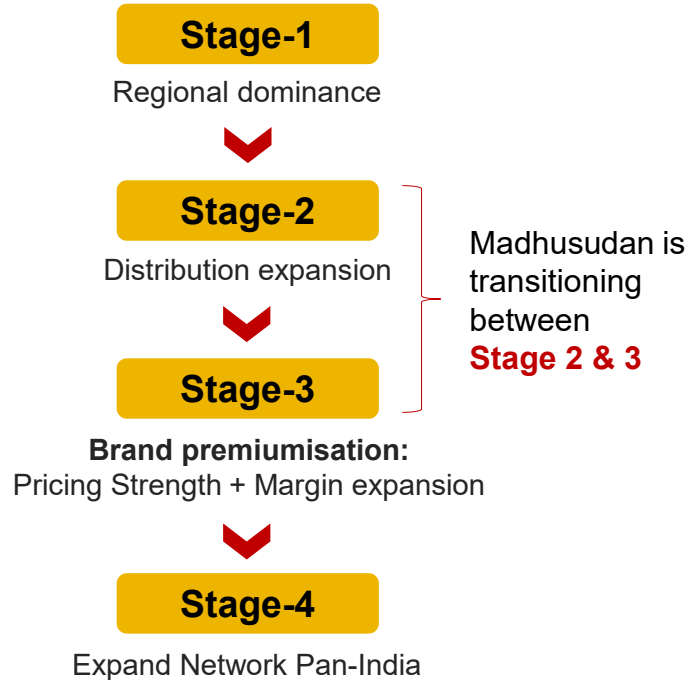 Stage-1
Regional dominance
Stage-2
Distribution expansion
Madhusudan is
transitioning
between
Stage 2 & 3
Stage-3
Brand premiumisation:
Pricing Strength + Margin expansion
Stage-4
Expand Network Pan-India